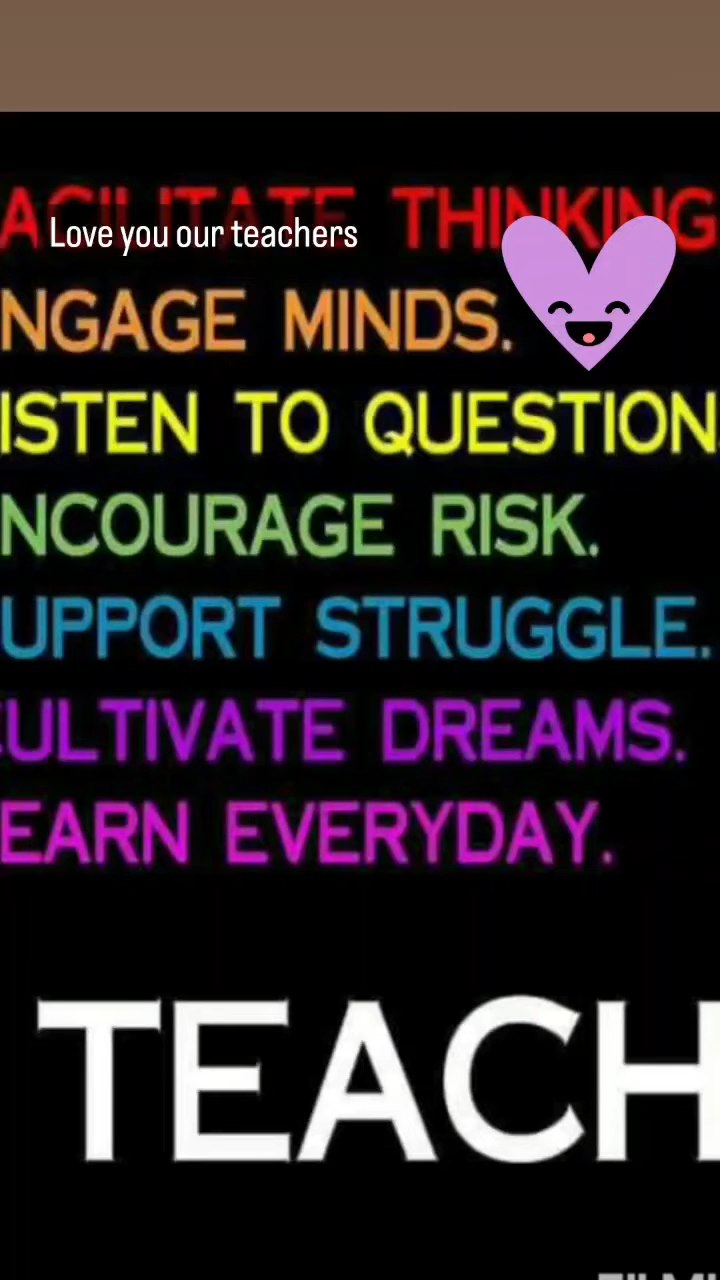 ACILITATE THINKING
Love you our teachers
NGAGE MINDS.
ISTEN TO QUESTION
NCOURAGE RISK.
UPPORT STRUGGLE.
CULTIVATE DREAMS.
EARN EVERYDAY.
TEACH